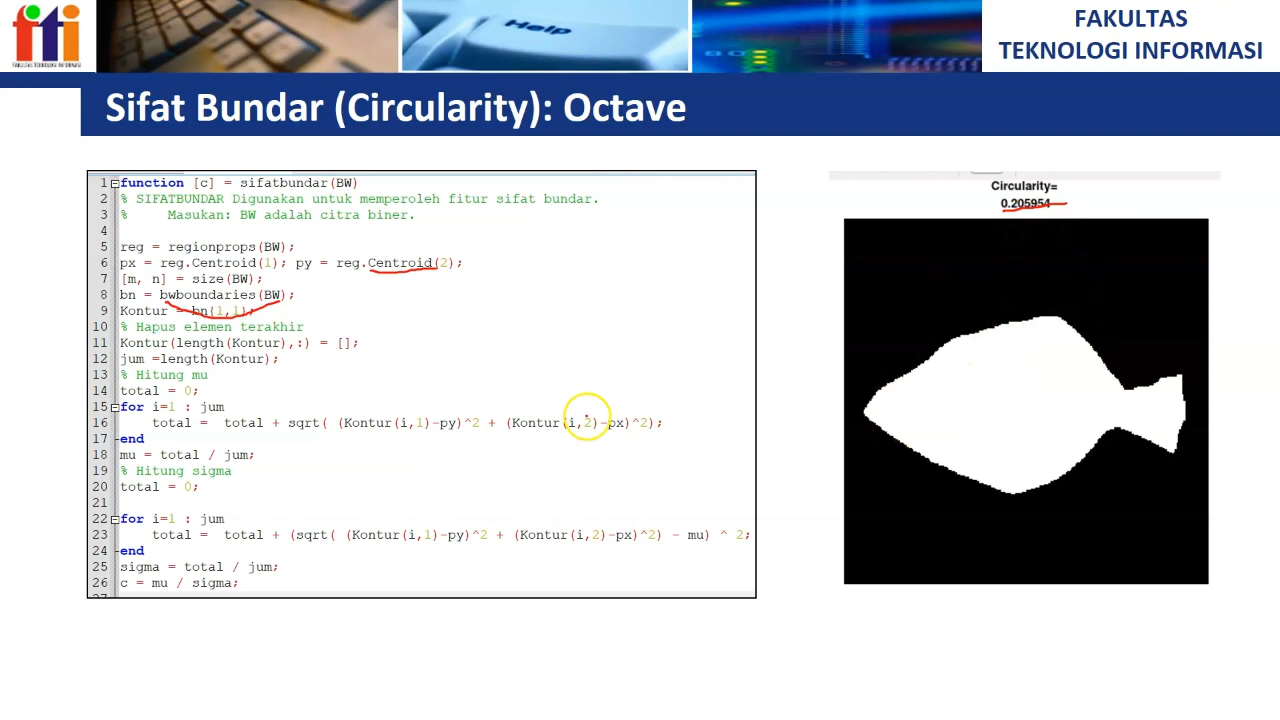 fti
FAKULTAS TEKNOLOGI INFORMASI
Help
FAKULTAS
TEKNOLOGI INFORMASI
Sifat Bundar (Circularity): Octave
1 function [c] = sifatbundar(BW)
2 % SIFATBUNDAR Digunakan untuk memperoleh fitur sifat bundar.
3 %     Masukan: BW adalah citra biner.
4
5 reg = regionprops(BW);
6 px = reg.Centroid(1); py = reg.Centroid(2);
7 [m, n] = size(BW);
8 bn = bwboundaries(BW);
9 Kontur = bn{1,1};
10 % Hapus elemen terakhir
11 Kontur(length(Kontur),:) = [];
12 jum =length(Kontur);
13 % Hitung mu
14 total = 0;
15 for i=1 : jum
16     total =  total + sqrt( (Kontur(i,1)-py)^2 + (Kontur(i,2)-px)^2);
17 end
18 mu = total / jum;
19 % Hitung sigma
20 total = 0;
21
22 for i=1 : jum
23     total =  total + (sqrt( (Kontur(i,1)-py)^2 + (Kontur(i,2)-px)^2) - mu) ^ 2;
24 end
25 sigma = total / jum;
26 c = mu / sigma;
27
Circularity=
0.205954